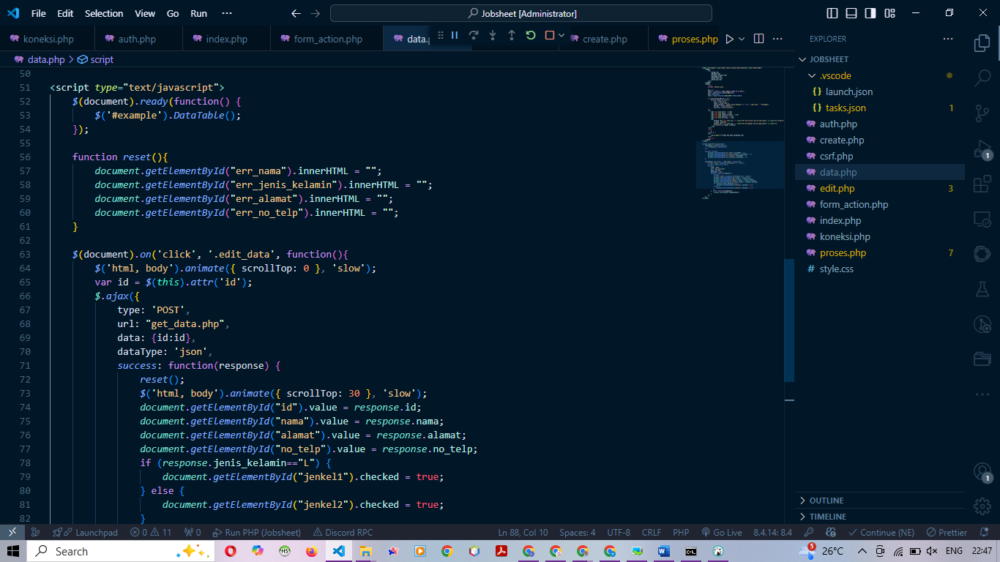 File Edit Selection View Go Run ··· Jobsheet [Administrator]
koneksi.php auth.php index.php form_action.php data.p create.php proses.php
data.php > script
50
51 <script type="text/javascript">
52 $(document).ready(function() {
53 $('#example').DataTable();
54 });
55
56 function reset(){
57 document.getElementById("err_nama").innerHTML = "";
58 document.getElementById("err_jenis_kelamin").innerHTML = "";
59 document.getElementById("err_alamat").innerHTML = "";
60 document.getElementById("err_no_telp").innerHTML = "";
61 }
62
63 $(document).on('click', '.edit_data', function(){
64 $('html, body').animate({ scrollTop: 0 }, 'slow');
65 var id = $(this).attr('id');
66 $.ajax({
67 type: 'POST',
68 url: "get_data.php",
69 data: {id:id},
70 dataType: 'json',
71 success: function(response) {
72 reset();
73 $('html, body').animate({ scrollTop: 30 }, 'slow');
74 document.getElementById("id").value = response.id;
75 document.getElementById("nama").value = response.nama;
76 document.getElementById("alamat").value = response.alamat;
77 document.getElementById("no_telp").value = response.no_telp;
78 if (response.jenis_kelamin=="L") {
79 document.getElementById("jenkel1").checked = true;
80 } else {
81 document.getElementById("jenkel2").checked = true;
82 }
EXPLORER ···
JOBSHEET
.vscode
{} launch.json
{} tasks.json 1
auth.php
create.php
csrf.php
data.php
edit.php 3
form_action.php
index.php
koneksi.php
proses.php 7
# style.css
OUTLINE
TIMELINE
1
1
Launchpad 0 11 0 Run PHP (Jobsheet) Discord RPC Ln 88, Col 10 Spaces: 4 UTF-8 CRLF PHP Go Live 8.4.14: 8.4 Continue (NE) Prettier
Search HS 5 26°C ENG 22:47